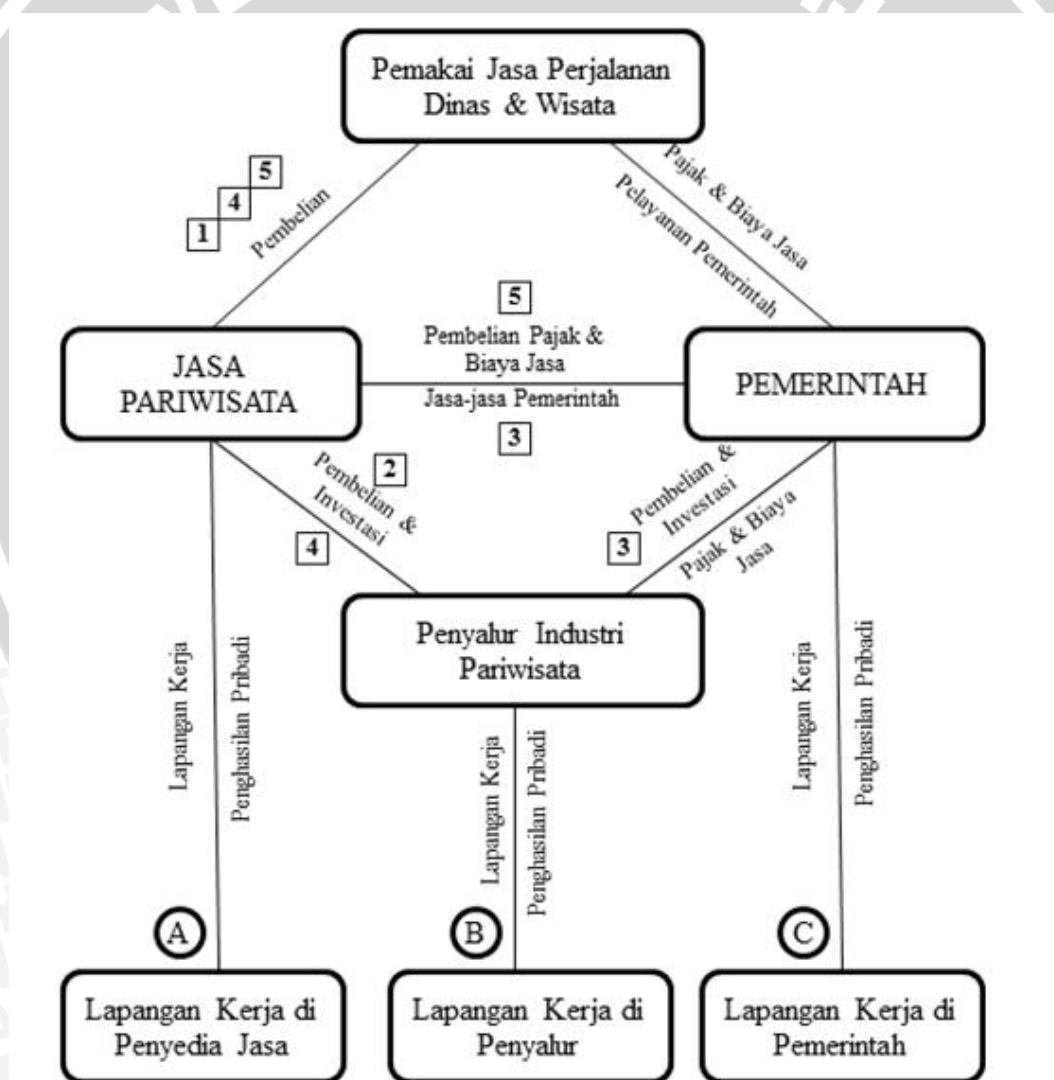 Pemakai Jasa Perjalanan
Dinas & Wisata
5
4
1
Pembelian
Pajak & Biaya Jasa
Pelayanan Pemerintah
5
Pembelian Pajak &
Biaya Jasa
JASA
PARIWISATA
PEMERINTAH
Jasa-jasa Pemerintah
3
2
Pembelian &
Investasi
4
Pembelian &
Investasi
3
Pajak & Biaya
Jasa
Penyalur Industri
Pariwisata
Lapangan Kerja
Penghasilan Pribadi
Lapangan Kerja
Penghasilan Pribadi
Lapangan Kerja
Penghasilan Pribadi
A
B
C
Lapangan Kerja di
Penyedia Jasa
Lapangan Kerja di
Penyalur
Lapangan Kerja di
Pemerintah